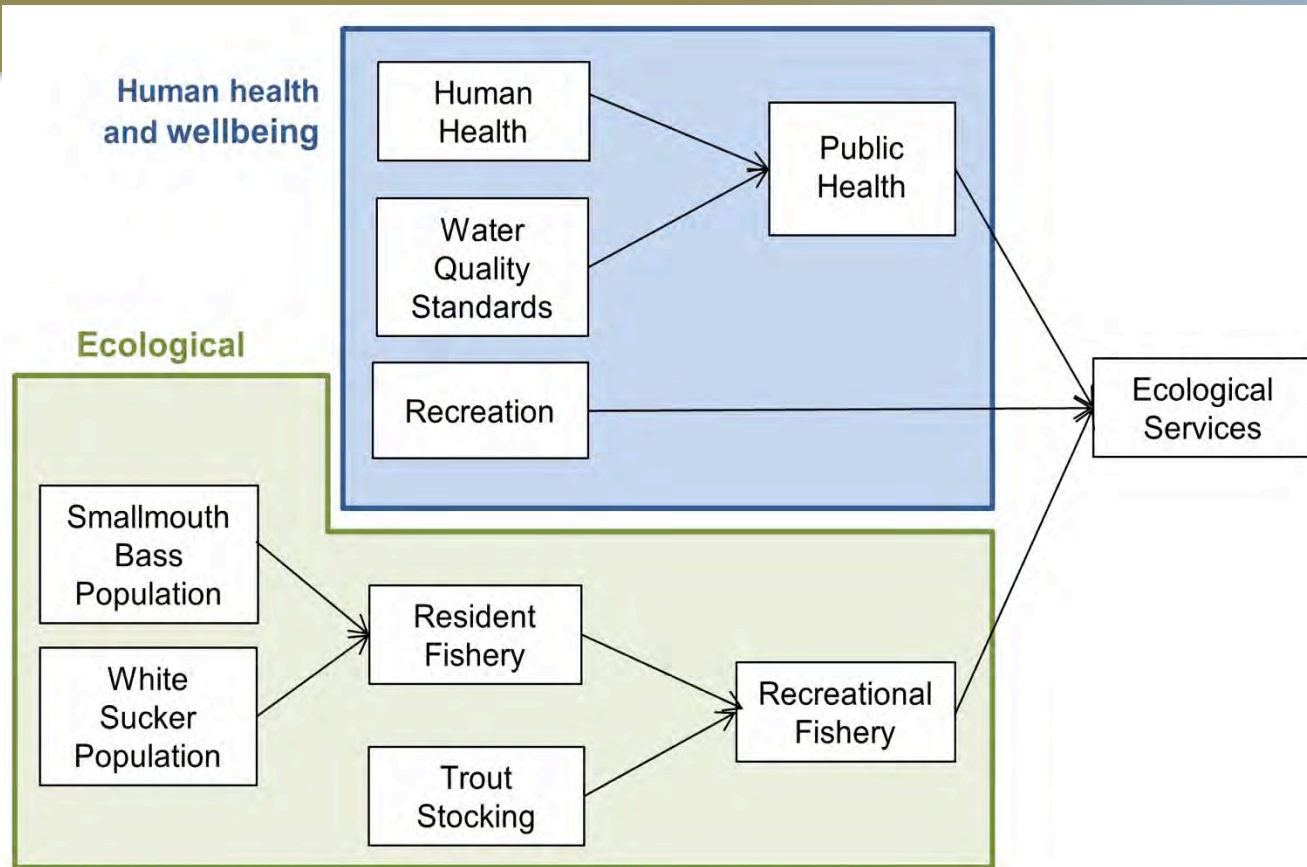 Human health
and wellbeing
Human
Health
Water
Quality
Standards
Recreation
Public
Health
Ecological
Services
Ecological
Smallmouth
Bass
Population
White
Sucker
Population
Resident
Fishery
Trout
Stocking
Recreational
Fishery